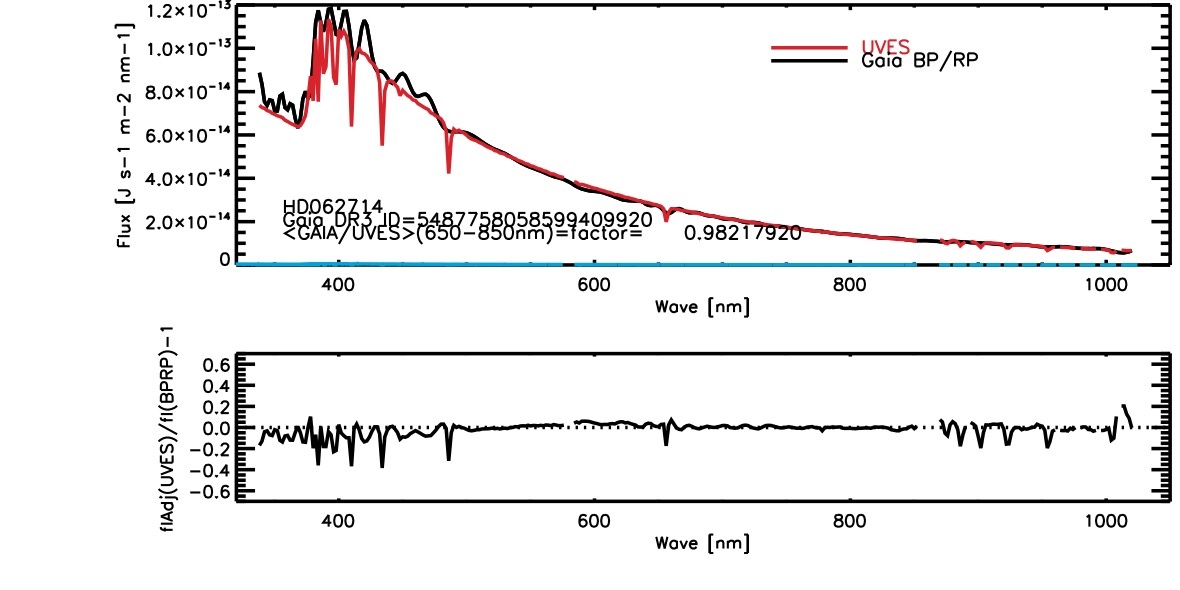 1.2×10−13
1.0×10−13
8.0×10−14
6.0×10−14
4.0×10−14
2.0×10−14
0
Flux [J s−1 m−2 nm−1]
UVES
Gaia BP/RP
HD062714
Gaia DR3 ID=5487758058599409920
<GAIA/UVES>(650−850nm)=factor= 0.98217920
400 600 800 1000
Wave [nm]
flAdj(UVES)/fl(BPRP)−1
0.6
0.4
0.2
0.0
−0.2
−0.4
−0.6
400 600 800 1000
Wave [nm]